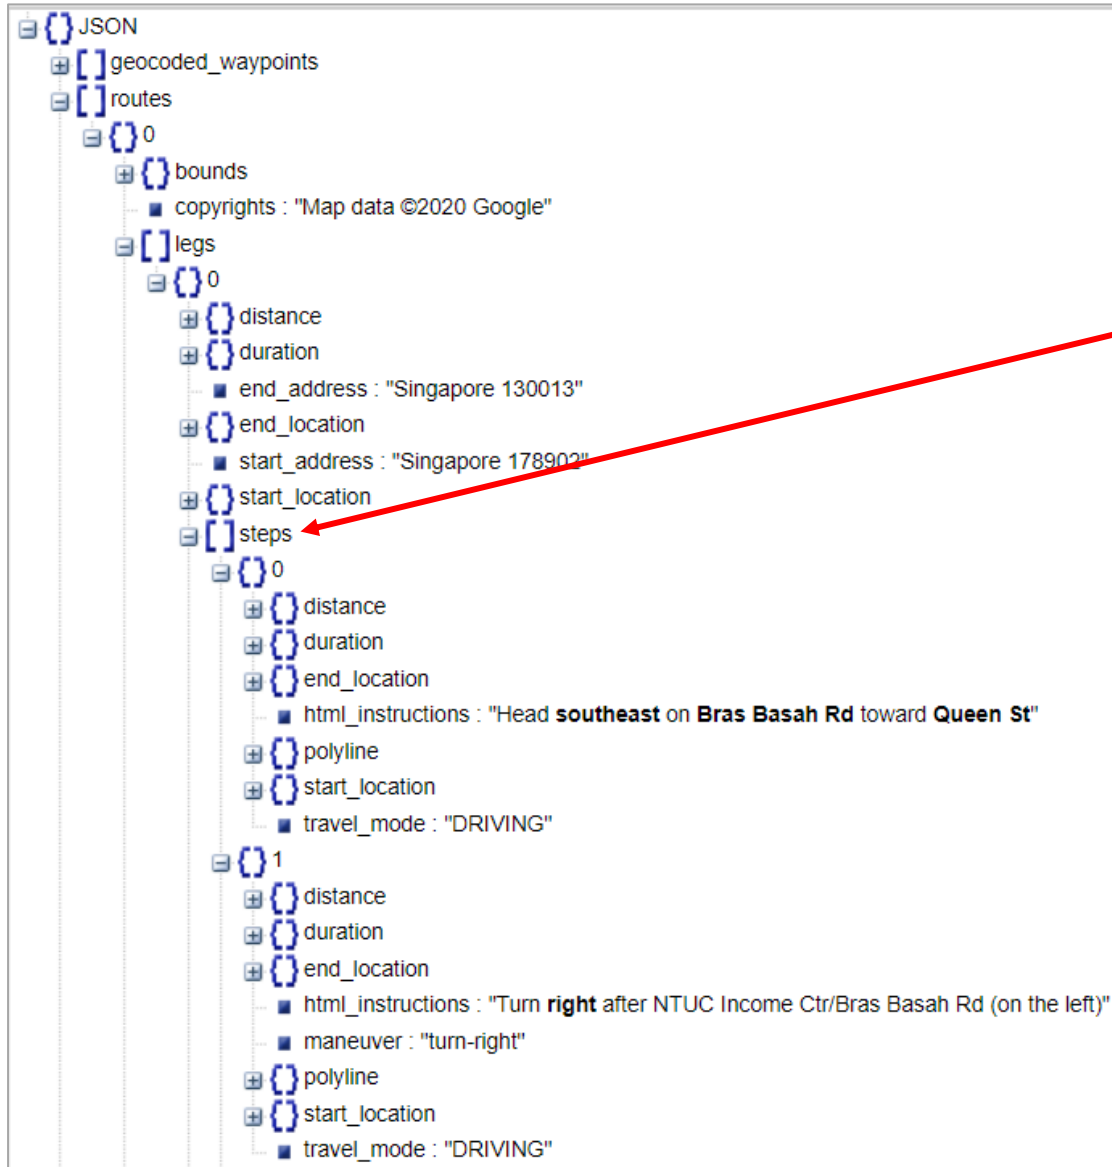 JSON
geocoded_waypoints
routes
0
bounds
copyrights : "Map data ©2020 Google"
legs
0
distance
duration
end_address : "Singapore 130013"
end_location
start_address : "Singapore 178902"
start_location
steps
0
distance
duration
end_location
html_instructions : "Head southeast on Bras Basah Rd toward Queen St"
polyline
start_location
travel_mode : "DRIVING"
1
distance
duration
end_location
html_instructions : "Turn right after NTUC Income Ctr/Bras Basah Rd (on the left)"
maneuver : "turn-right"
polyline
start_location
travel_mode : "DRIVING"